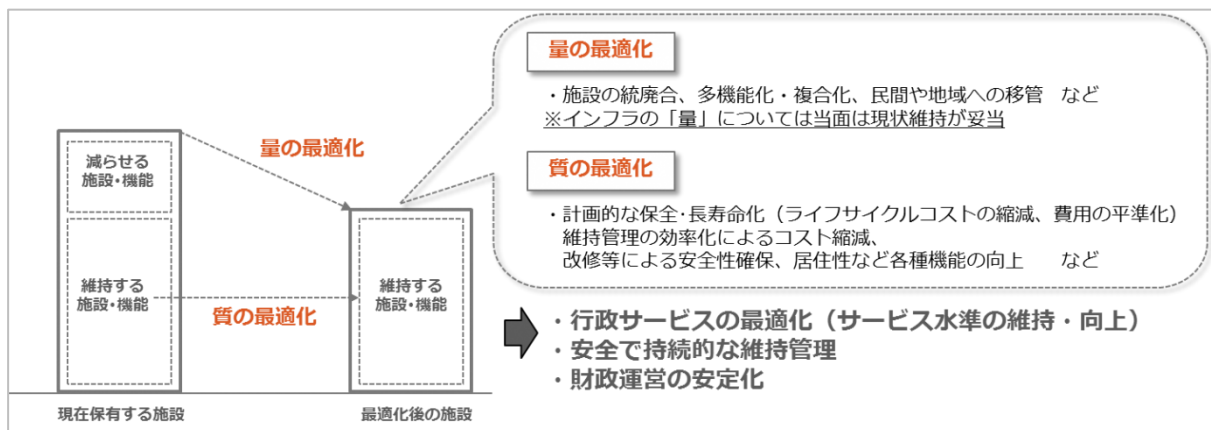 減らせる
施設・機能
維持する
施設・機能
現在保有する施設
量の最適化
質の最適化
維持する
施設・機能
最適化後の施設
量の最適化
・施設の統廃合、多機能化・複合化、民間や地域への移管　など
※インフラの「量」については当面は現状維持が妥当
質の最適化
・計画的な保全・長寿命化（ライフサイクルコストの縮減、費用の平準化）
維持管理の効率化によるコスト縮減、
改修等による安全性確保、居住性など各種機能の向上　など
・行政サービスの最適化（サービス水準の維持・向上）
・安全で持続的な維持管理
・財政運営の安定化